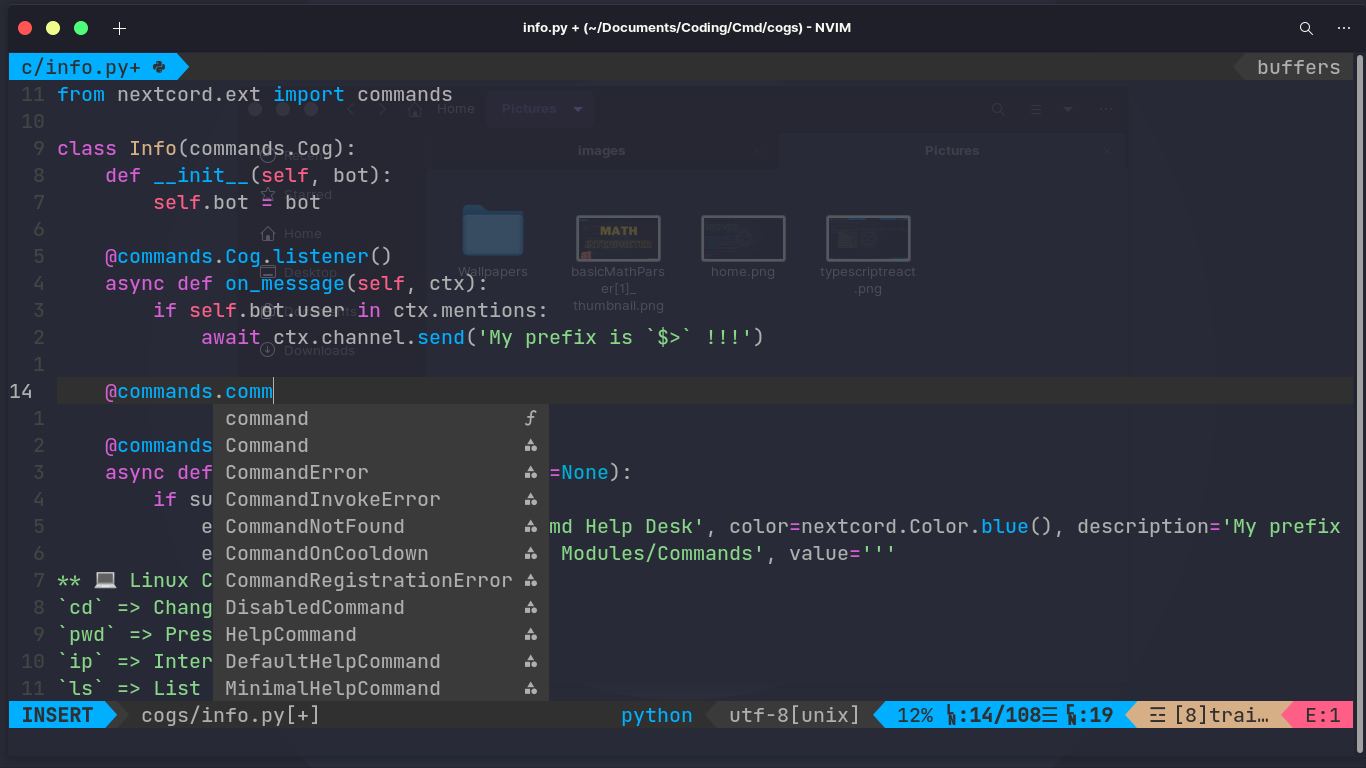 info.py + (~/Documents/Coding/Cmd/cogs) - NVIM
c/info.py+ buffers
11 from nextcord.ext import commands
10
9 class Info(commands.Cog):
8 def __init__(self, bot):
7 self.bot = bot
6
5 @commands.Cog.listener()
4 async def on_message(self, ctx):
3 if self.bot.user in ctx.mentions:
2 await ctx.channel.send('My prefix is `$>` !!!')
1
14 @commands.comm
1 command f
2 @commands Command
3 async def CommandError =None):
4 if su CommandInvokeError
5 e CommandNotFound md Help Desk', color=nextcord.Color.blue(), description='My prefix
6 e CommandOnCooldown Modules/Commands', value='''
7 ** 💻 Linux C CommandRegistrationError
8 `cd` => Chang DisabledCommand
9 `pwd` => Pres HelpCommand
10 `ip` => Inter DefaultHelpCommand
11 `ls` => List MinimalHelpCommand
INSERT cogs/info.py[+] python utf-8[unix] 12% :14/108☰ :19 ☲ [8]trai… E:1
Home Pictures
Images Pictures
Recent
Starred
Home
Desktop
Downloads
MATH
INTERPRETER
Wallpapers
basicMathPars
er[1]_
thumbnail.png
home.png
typescriptreact
.png